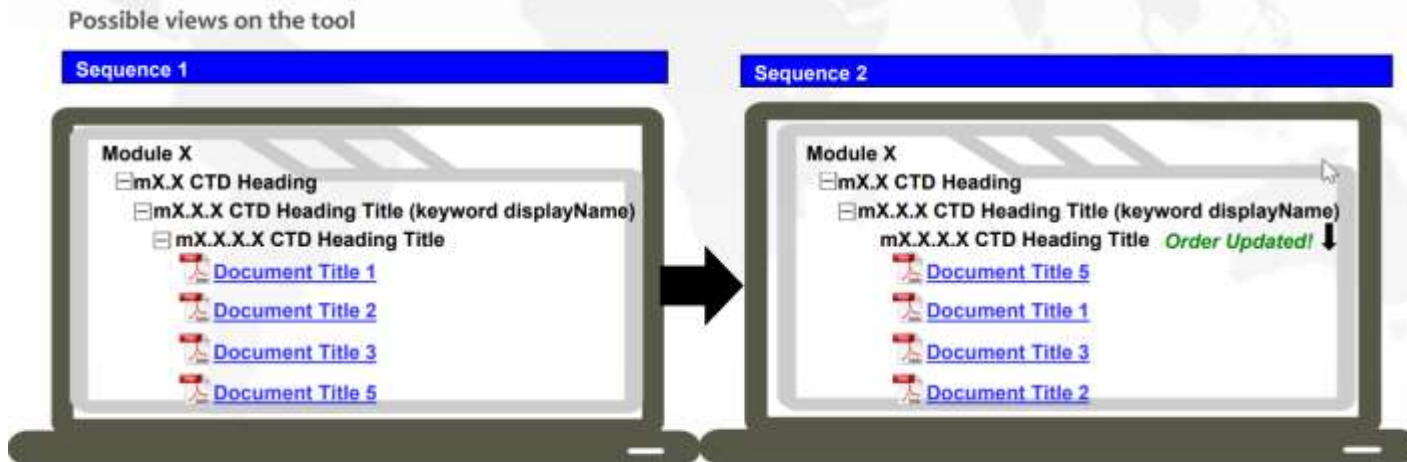 Possible views on the tool
Sequence 1
Module X
mX.X CTD Heading
mX.X.X CTD Heading Title (keyword displayName)
mX.X.X.X CTD Heading Title
Document Title 1
Document Title 2
Document Title 3
Document Title 5
Sequence 2
Module X
mX.X CTD Heading
mX.X.X CTD Heading Title (keyword displayName)
mX.X.X.X CTD Heading Title Order Updated!
Document Title 5
Document Title 1
Document Title 3
Document Title 2